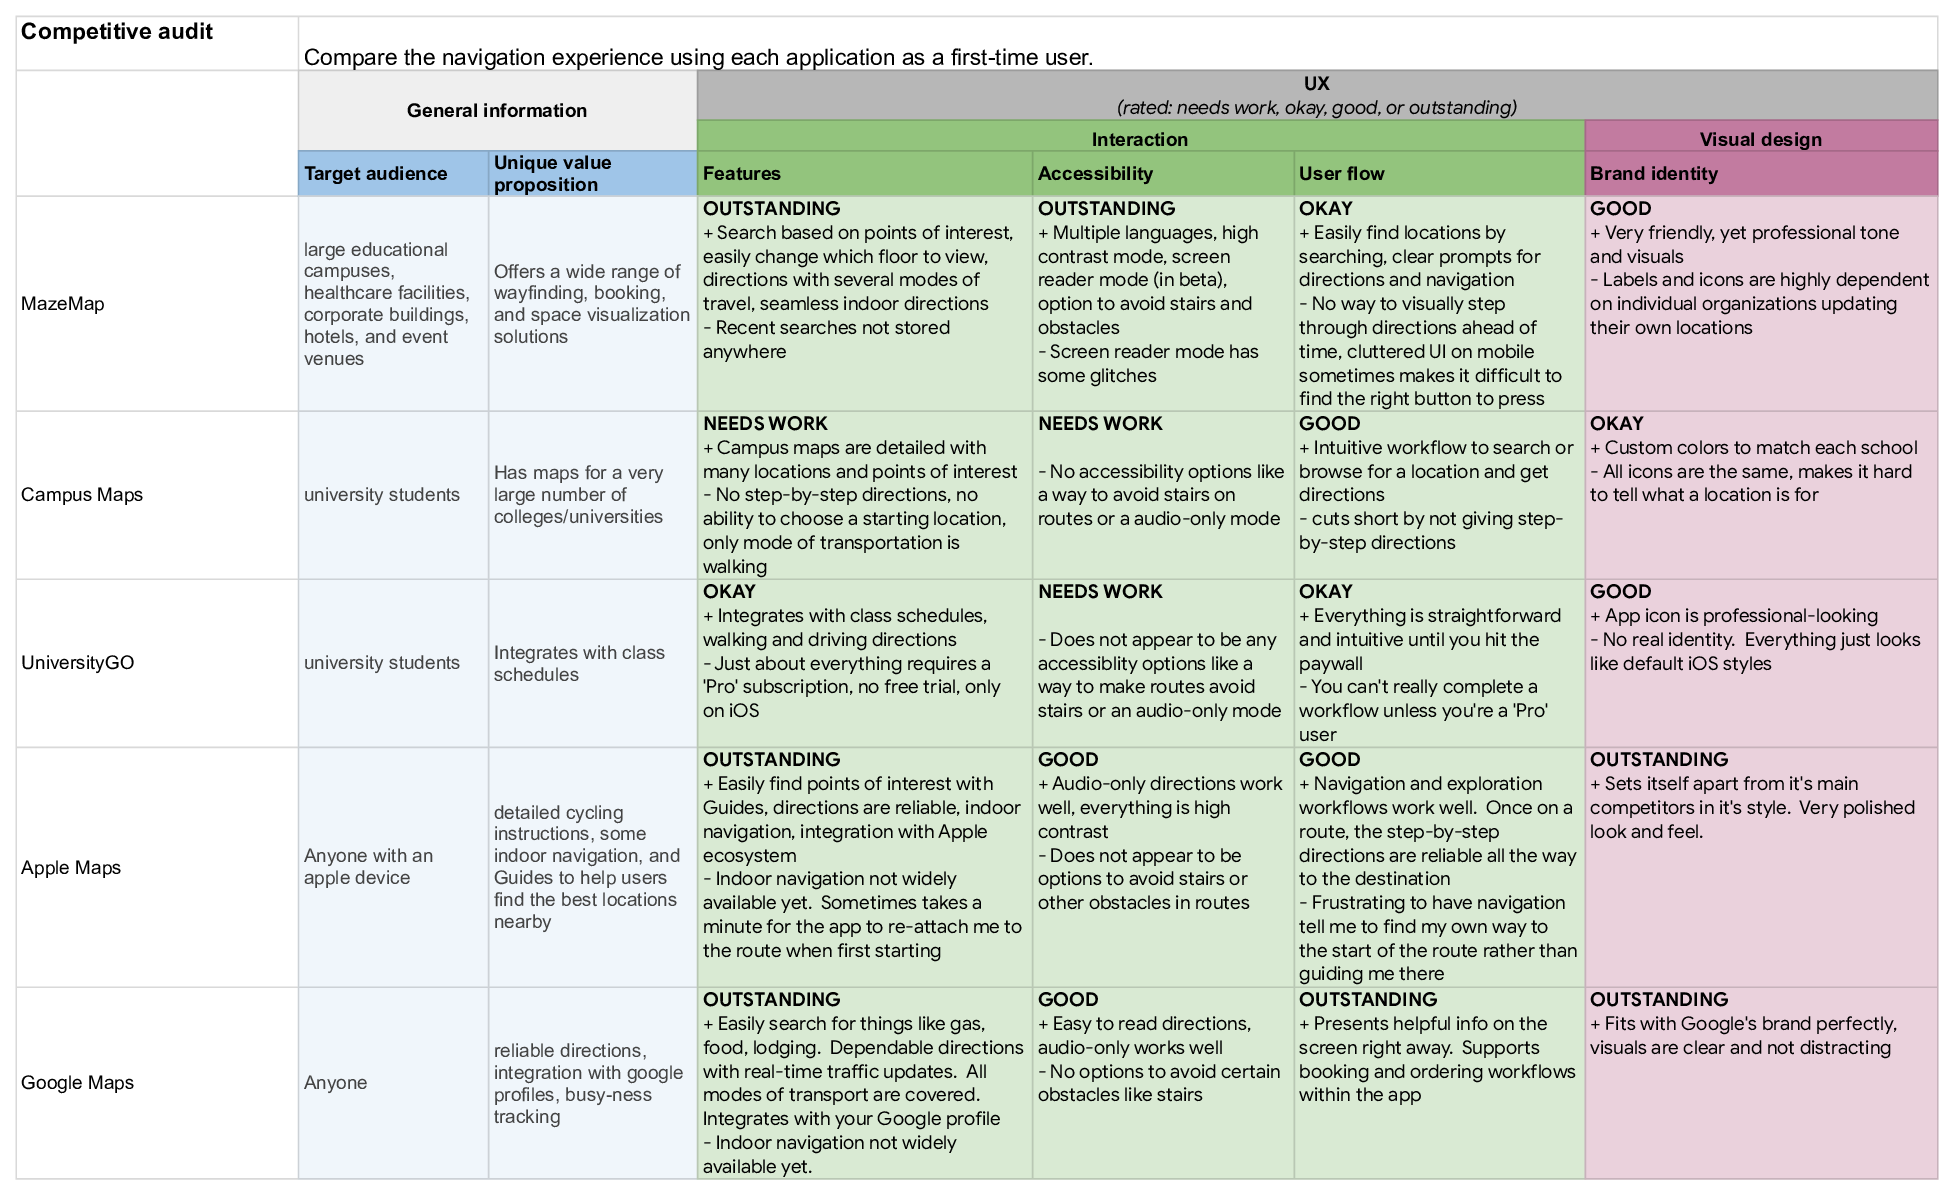 Competitive audit
Compare the navigation experience using each application as a first-time user.
General information
UX
(rated: needs work, okay, good, or outstanding)
Interaction
Visual design
Target audience
Unique value
proposition
Features
Accessibility
User flow
Brand identity
MazeMap
large educational
campuses,
healthcare facilities,
corporate buildings,
hotels, and event
venues
Offers a wide range of
wayfinding, booking,
and space visualization
solutions
OUTSTANDING
+ Search based on points of interest,
easily change which floor to view,
directions with several modes of
travel, seamless indoor directions
- Recent searches not stored
anywhere
OUTSTANDING
+ Multiple languages, high
contrast mode, screen
reader mode (in beta),
option to avoid stairs and
obstacles
- Screen reader mode has
some glitches
OKAY
+ Easily find locations by
searching, clear prompts for
directions and navigation
- No way to visually step
through directions ahead of
time, cluttered UI on mobile
sometimes makes it difficult to
find the right button to press
GOOD
+ Very friendly, yet professional tone
and visuals
- Labels and icons are highly dependent
on individual organizations updating
their own locations
Campus Maps
university students
Has maps for a very
large number of
colleges/universities
NEEDS WORK
+ Campus maps are detailed with
many locations and points of interest
- No step-by-step directions, no
ability to choose a starting location,
only mode of transportation is
walking
NEEDS WORK
- No accessibility options like
a way to avoid stairs on
routes or a audio-only mode
GOOD
+ Intuitive workflow to search or
browse for a location and get
directions
- cuts short by not giving step-
by-step directions
OKAY
+ Custom colors to match each school
- All icons are the same, makes it hard
to tell what a location is for
UniversityGO
university students
Integrates with class
schedules
OKAY
+ Integrates with class schedules,
walking and driving directions
- Just about everything requires a
'Pro' subscription, no free trial, only
on iOS
NEEDS WORK
- Does not appear to be any
accessiblity options like a
way to make routes avoid
stairs or an audio-only mode
OKAY
+ Everything is straightforward
and intuitive until you hit the
paywall
- You can't really complete a
workflow unless you're a 'Pro'
user
GOOD
+ App icon is professional-looking
- No real identity.  Everything just looks
like default iOS styles
Apple Maps
Anyone with an
apple device
detailed cycling
instructions, some
indoor navigation, and
Guides to help users
find the best locations
nearby
OUTSTANDING
+ Easily find points of interest with
Guides, directions are reliable, indoor
navigation, integration with Apple
ecosystem
- Indoor navigation not widely
available yet.  Sometimes takes a
minute for the app to re-attach me to
the route when first starting
GOOD
+ Audio-only directions work
well, everything is high
contrast
- Does not appear to be
options to avoid stairs or
other obstacles in routes
GOOD
+ Navigation and exploration
workflows work well.  Once on a
route, the step-by-step
directions are reliable all the way
to the destination
- Frustrating to have navigation
tell me to find my own way to
the start of the route rather than
guiding me there
OUTSTANDING
+ Sets itself apart from it's main
competitors in it's style.  Very polished
look and feel.
Google Maps
Anyone
reliable directions,
integration with google
profiles, busy-ness
tracking
OUTSTANDING
+ Easily search for things like gas,
food, lodging.  Dependable directions
with real-time traffic updates.  All
modes of transport are covered.
Integrates with your Google profile
- Indoor navigation not widely
available yet.
GOOD
+ Easy to read directions,
audio-only works well
- No options to avoid certain
obstacles like stairs
OUTSTANDING
+ Presents helpful info on the
screen right away.  Supports
booking and ordering workflows
within the app
OUTSTANDING
+ Fits with Google's brand perfectly,
visuals are clear and not distracting